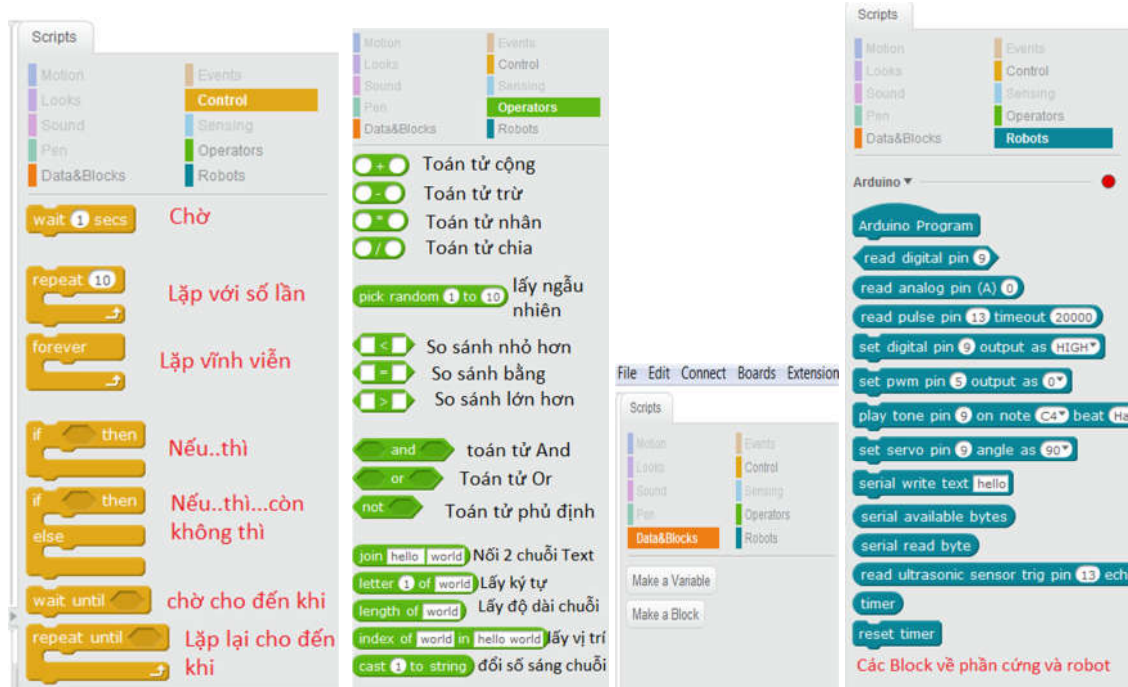 Scripts
Motion Events
Looks Control
Sound Sensing
Pen Operators
Data&Blocks Robots
wait 1 secs Chờ
repeat 10 Lặp với số lần
forever Lặp vĩnh viễn
if then Nếu..thì
if then Nếu..thì...còn
else không thì
wait until chờ cho đến khi
repeat until Lặp lại cho đến
khi
Motion Events
Looks Control
Sound Sensing
Pen Operators
Data&Blocks Robots
+ Toán tử cộng
- Toán tử trừ
* Toán tử nhân
/ Toán tử chia
pick random 1 to 10 lấy ngẫu
nhiên
< So sánh nhỏ hơn
= So sánh bằng
> So sánh lớn hơn
and toán tử And
or Toán tử Or
not Toán tử phủ định
join hello world Nối 2 chuỗi Text
letter 1 of world Lấy ký tự
length of world Lấy độ dài chuỗi
index of world in hello world lấy vị trí
cast 1 to string đổi số sáng chuỗi
File Edit Connect Boards Extension
Scripts
Motion Events
Looks Control
Sound Sensing
Pen Operators
Data&Blocks Robots
Make a Variable
Make a Block
Scripts
Motion Events
Looks Control
Sound Sensing
Pen Operators
Data&Blocks Robots
Arduino
Arduino Program
read digital pin 9
read analog pin (A) 0
read pulse pin 13 timeout 20000
set digital pin 9 output as HIGH
set pwm pin 5 output as 0
play tone pin 9 on note C4 beat Ha
set servo pin 9 angle as 90
serial write text hello
serial available bytes
serial read byte
read ultrasonic sensor trig pin 13 ech
timer
reset timer
Các Block về phần cứng và robot